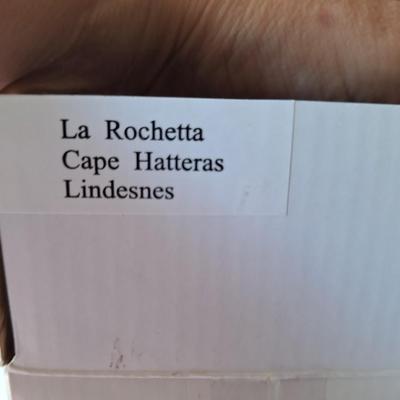 La Rochetta
Cape Hatteras
Lindesnes